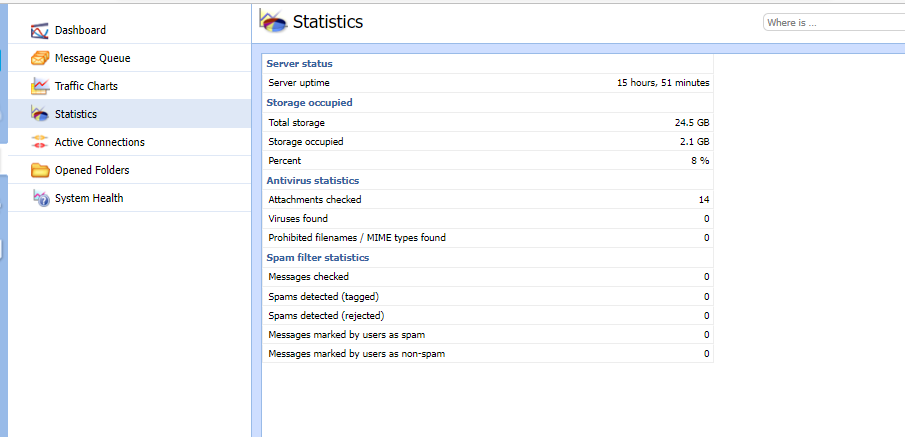 Dashboard
Message Queue
Traffic Charts
Statistics
Active Connections
Opened Folders
System Health
Statistics
Where is ...
Server status
Server uptime 15 hours, 51 minutes
Storage occupied
Total storage 24.5 GB
Storage occupied 2.1 GB
Percent 8 %
Antivirus statistics
Attachments checked 14
Viruses found 0
Prohibited filenames / MIME types found 0
Spam filter statistics
Messages checked 0
Spams detected (tagged) 0
Spams detected (rejected) 0
Messages marked by users as spam 0
Messages marked by users as non-spam 0